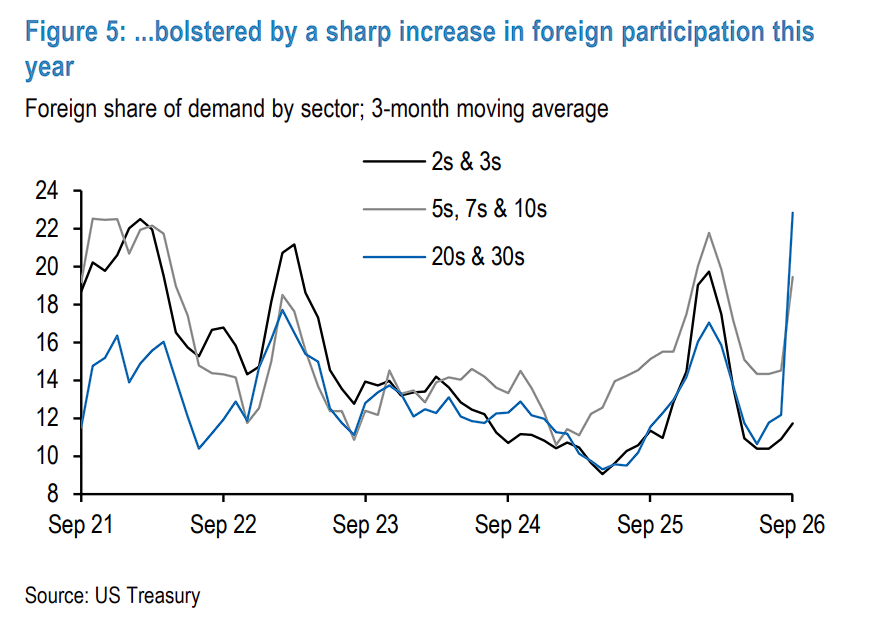 Figure 5: ...bolstered by a sharp increase in foreign participation this
year
Foreign share of demand by sector; 3-month moving average
2s & 3s
5s, 7s & 10s
20s & 30s
24
22
20
18
16
14
12
10
8
Sep 21 Sep 22 Sep 23 Sep 24 Sep 25 Sep 26
Source: US Treasury